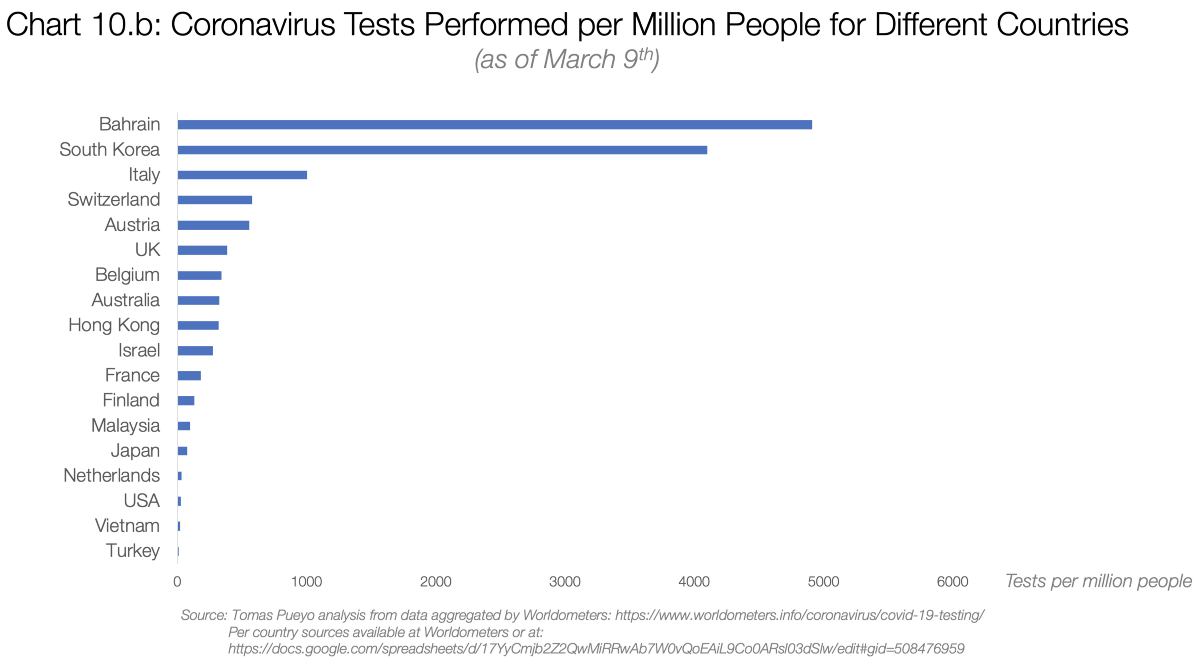 Chart 10.b: Coronavirus Tests Performed per Million People for Different Countries
(as of March 9th)
Bahrain
South Korea
Italy
Switzerland
Austria
UK
Belgium
Australia
Hong Kong
Israel
France
Finland
Malaysia
Japan
Netherlands
USA
Vietnam
Turkey
0 1000 2000 3000 4000 5000 6000 Tests per million people
Source: Tomas Pueyo analysis from data aggregated by Worldometers: https://www.worldometers.info/coronavirus/covid-19-testing/
Per country sources available at Worldometers or at:
https://docs.google.com/spreadsheets/d/17YyCmjb2Z2QwMiRRwAb7W0vQoEAiL9Co0ARsl03dSlw/edit#gid=508476959